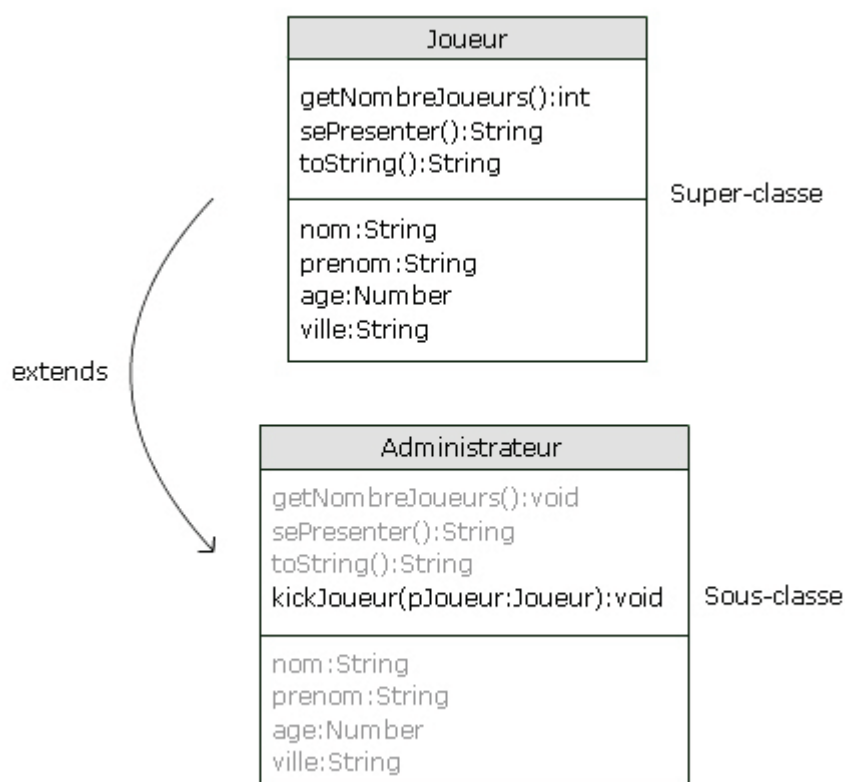 Joueur
getNombreJoueurs():int
sePresenter():String
toString():String
Super-classe
nom:String
prenom:String
age:Number
ville:String
extends
Administrateur
getNombreJoueurs():void
sePresenter():String
toString():String
kickJoueur(pJoueur:Joueur):void
Sous-classe
nom:String
prenom:String
age:Number
ville:String